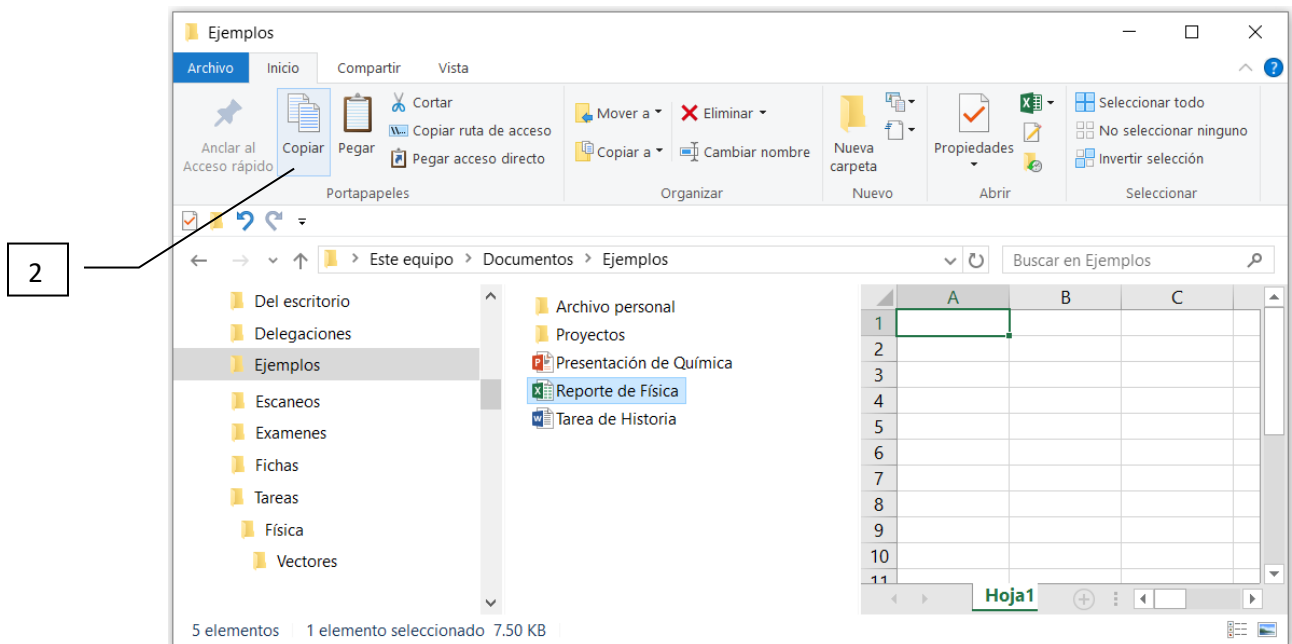 Ejemplos
Archivo Inicio Compartir Vista
Anclar al Acceso rápido
Copiar
Pegar
Cortar
Copiar ruta de acceso
Pegar acceso directo
Portapapeles
Mover a
Copiar a
Eliminar
Cambiar nombre
Organizar
Nueva carpeta
Nuevo
Propiedades
Abrir
Seleccionar todo
No seleccionar ninguno
Invertir selección
Seleccionar
2
Este equipo > Documentos > Ejemplos
Buscar en Ejemplos
Del escritorio
Delegaciones
Ejemplos
Escaneos
Examenes
Fichas
Tareas
Física
Vectores
Archivo personal
Proyectos
Presentación de Química
Reporte de Física
Tarea de Historia
A B C
1
2
3
4
5
6
7
8
9
10
11
Hoja1
5 elementos 1 elemento seleccionado 7.50 KB